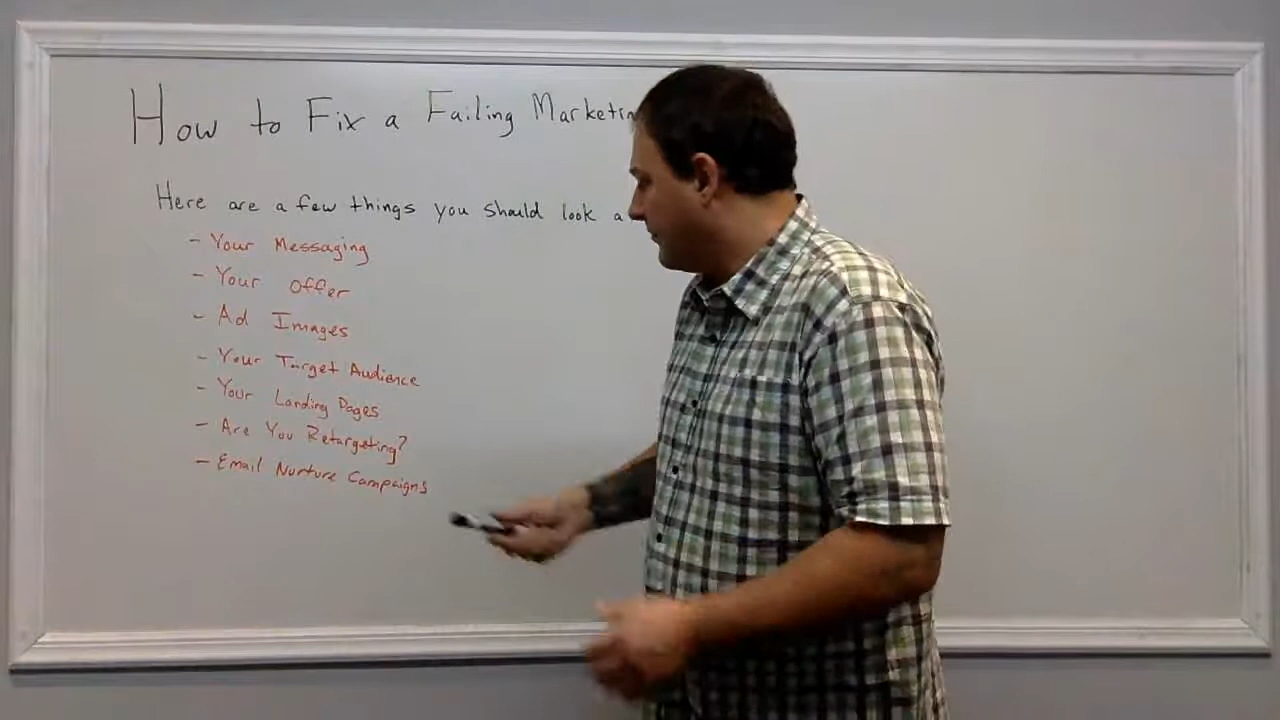 How to Fix a Failing Marketin
Here are a few things you should look a
- Your Messaging
- Your Offer
- Ad Images
- Your Target Audience
- Your Landing Pages
- Are You Retargeting?
- Email Nurture Campaigns